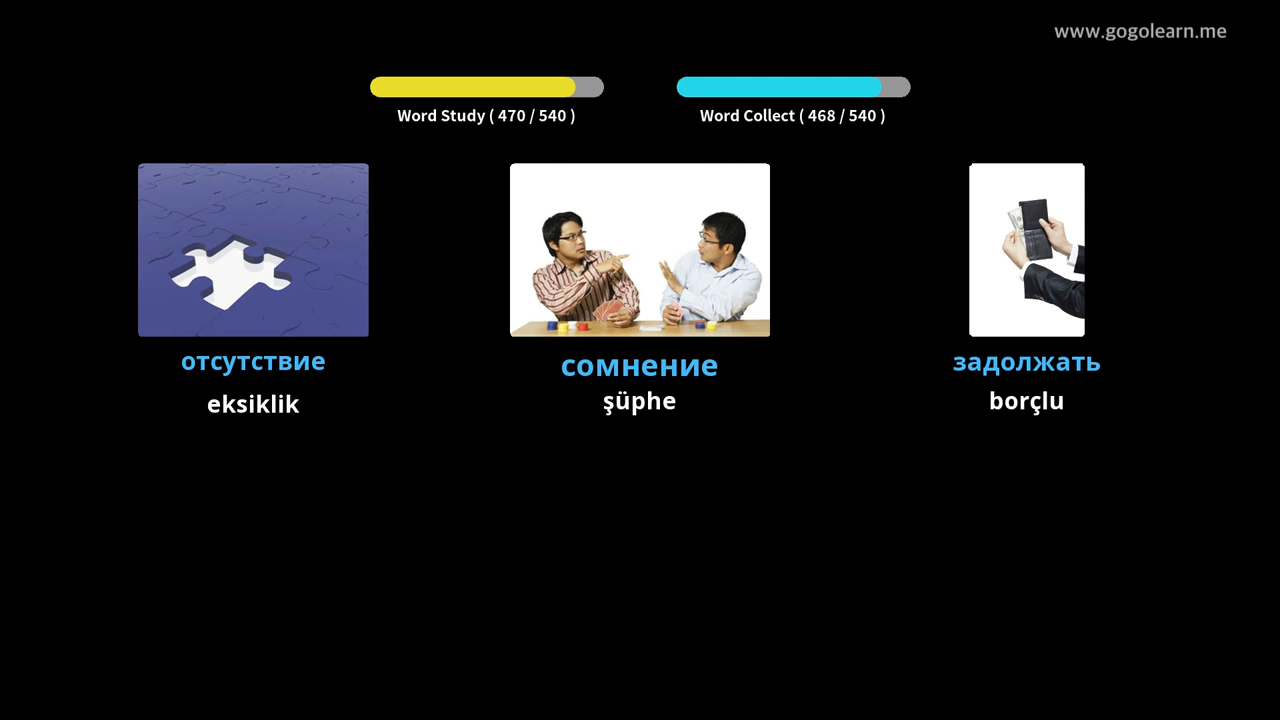 www.gogolearn.me
Word Study ( 470 / 540 )
Word Collect ( 468 / 540 )
отсутствие
eksiklik
сомнение
şüphe
задолжать
borçlu